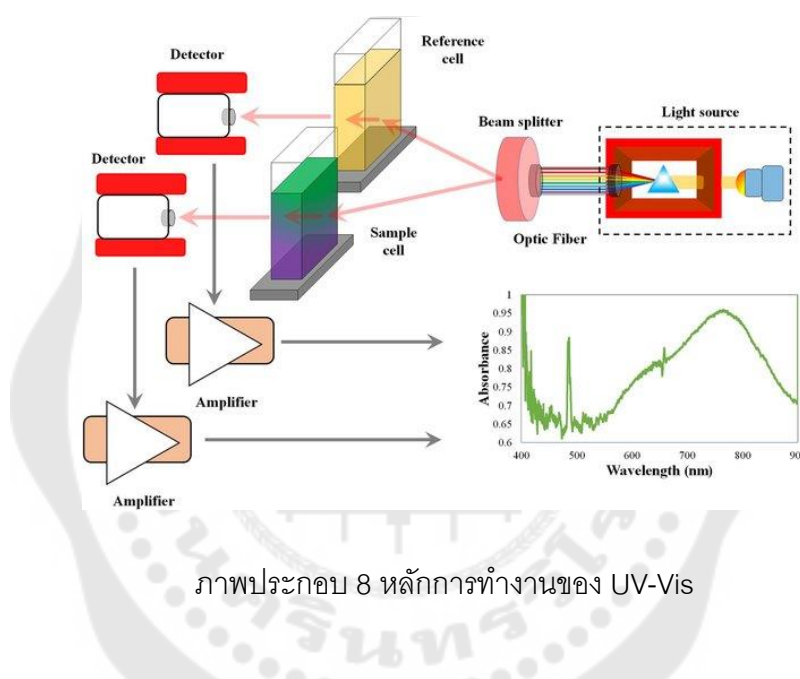 Reference
cell
Detector
Beam splitter
Light source
Detector
Optic Fiber
Sample
cell
Amplifier
Amplifier
1
0.95
0.9
0.85
0.8
0.75
0.7
0.65
0.6
Absorbance
400
500
600
700
800
90
Wavelength (nm)
ภาพประกอบ 8 หลักการทำงานของ UV-Vis